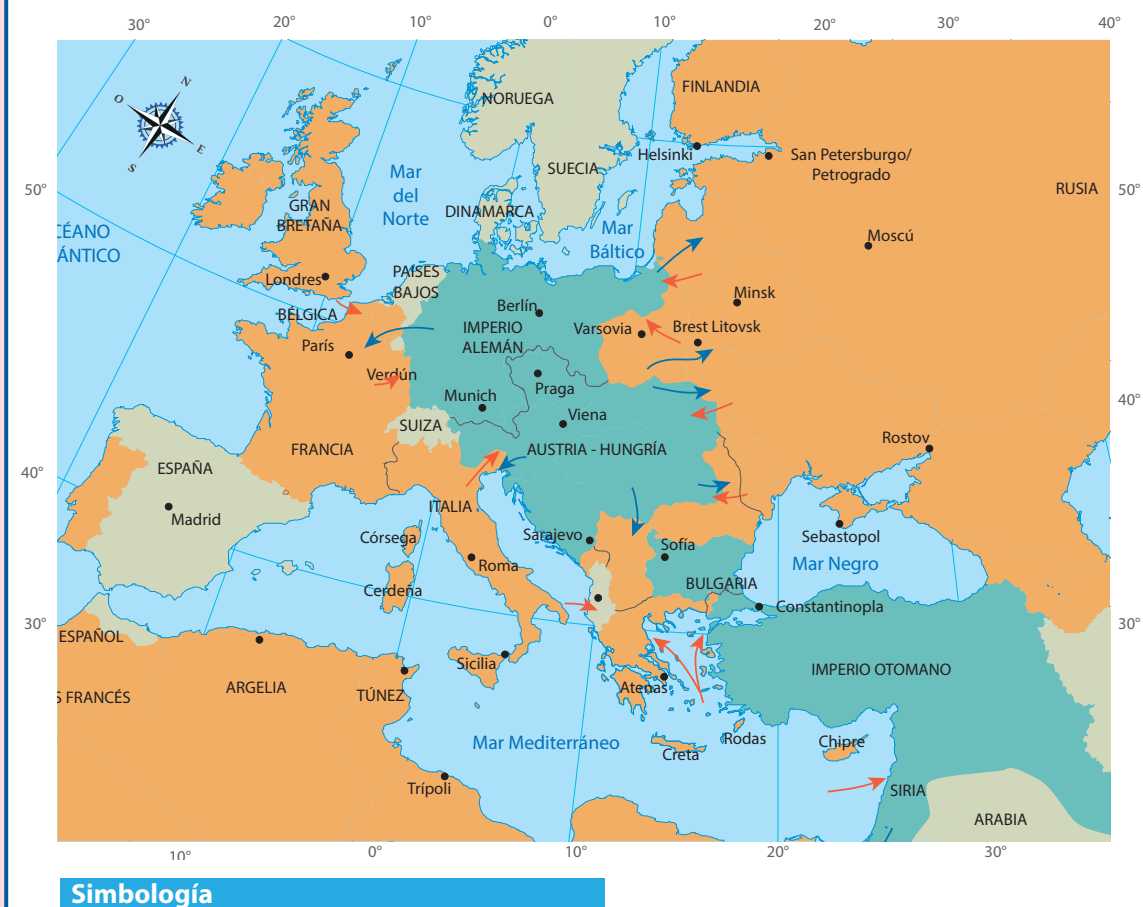 30°
20°
10°
0°
10°
20°
30°
40°
N
O
E
S
50°
40°
30°
50°
40°
30°
NORUEGA
FINLANDIA
Helsinki
San Petersburgo/
Petrogrado
SUECIA
RUSIA
Mar
del
Norte
GRAN
BRETAÑA
DINAMARCA
Mar
Báltico
Moscú
CÉANO
ÁNTICO
Londres
PAISES
BAJOS
Minsk
BÉLGICA
Berlín
IMPERIO
ALEMÁN
Varsovia
Brest Litovsk
París
Verdún
Praga
Munich
Viena
SUIZA
FRANCIA
AUSTRIA - HUNGRÍA
Rostov
ESPAÑA
Madrid
ITALIA
Córsega
Sarajevo
Sofía
Sebastopol
Mar Negro
Roma
Cerdeña
BULGARIA
Constantinopla
ESPAÑOL
Sicilia
IMPERIO OTOMANO
S FRANCÉS
ARGELIA
TÚNEZ
Atenas
Mar Mediterráneo
Creta
Rodas
Chipre
Trípoli
SIRIA
ARABIA
10°
0°
10°
20°
30°
Simbología